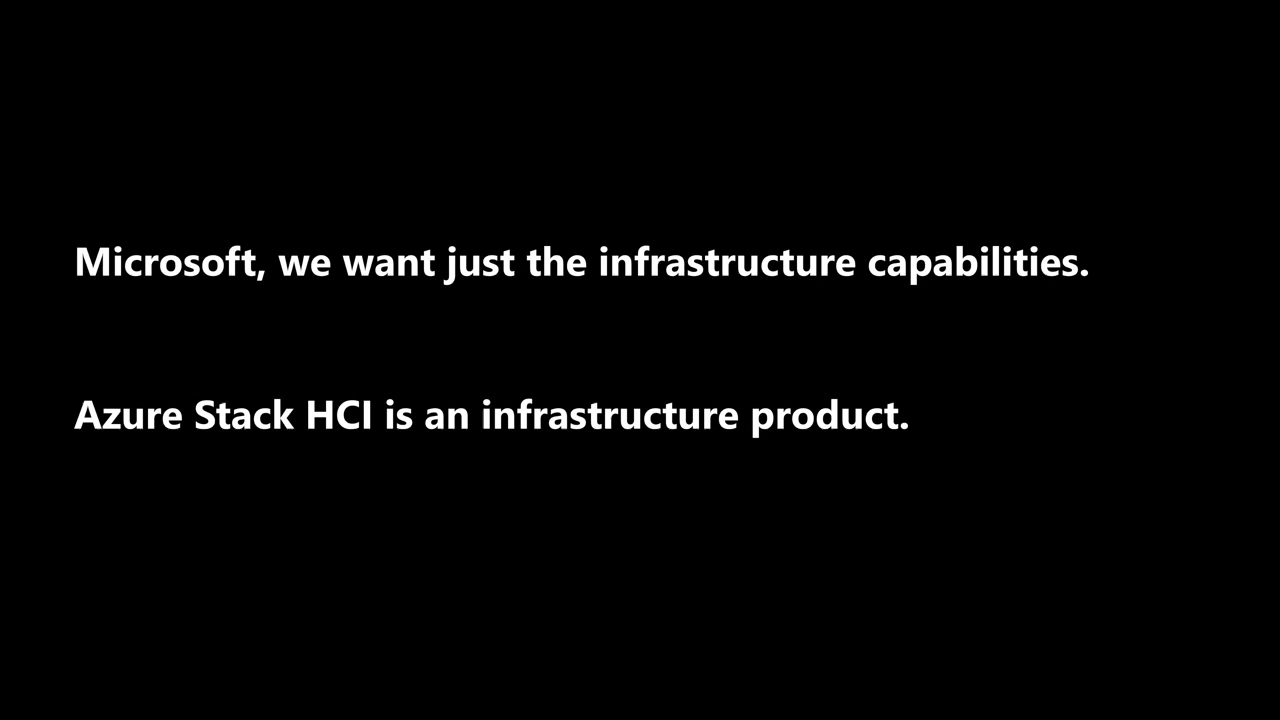 Microsoft, we want just the infrastructure capabilities.
Azure Stack HCI is an infrastructure product.